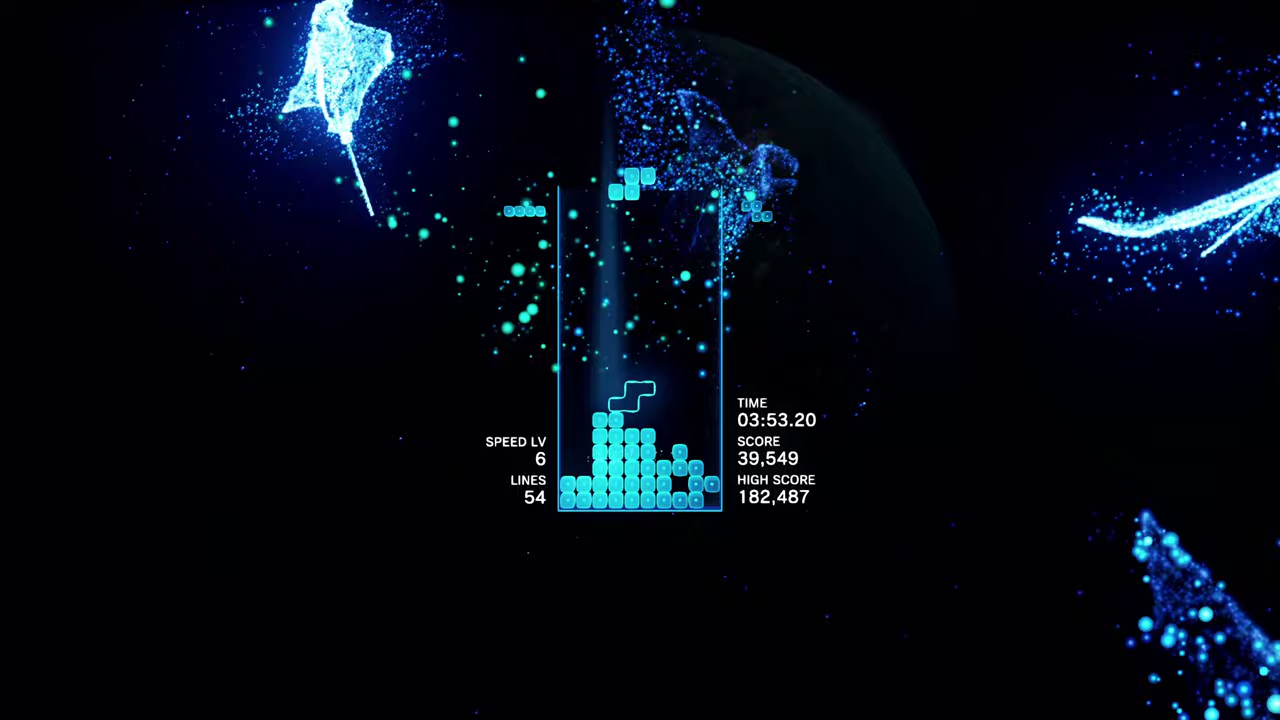 SPEED LV
6
LINES
54
TIME
03:53.20
SCORE
39,549
HIGH SCORE
182,487